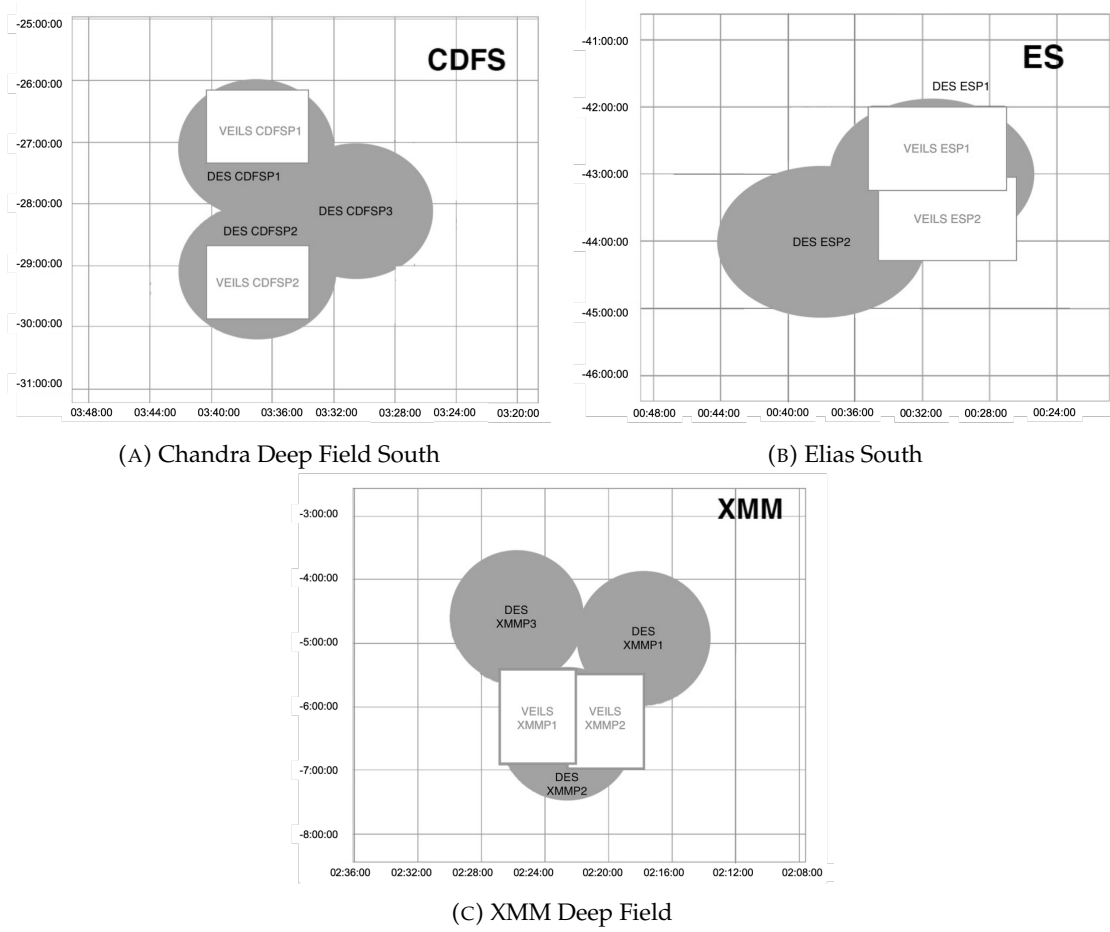 CDFS
-25:00:00
-26:00:00
-27:00:00
-28:00:00
-29:00:00
-30:00:00
-31:00:00
VEILS CDFSP1
DES CDFSP1
DES CDFSP3
DES CDFSP2
VEILS CDFSP2
03:48:00 03:44:00 03:40:00 03:36:00 03:32:00 03:28:00 03:24:00 03:20:00
(A) Chandra Deep Field South
ES
-41:00:00
-42:00:00
-43:00:00
-44:00:00
-45:00:00
-46:00:00
DES ESP1
VEILS ESP1
VEILS ESP2
DES ESP2
00:48:00 00:44:00 00:40:00 00:36:00 00:32:00 00:28:00 00:24:00
(B) Elias South
XMM
-3:00:00
-4:00:00
-5:00:00
-6:00:00
-7:00:00
-8:00:00
DES
XMMP3
DES
XMMP1
VEILS
XMMP1
VEILS
XMMP2
DES
XMMP2
02:36:00 02:32:00 02:28:00 02:24:00 02:20:00 02:16:00 02:12:00 02:08:00
(C) XMM Deep Field